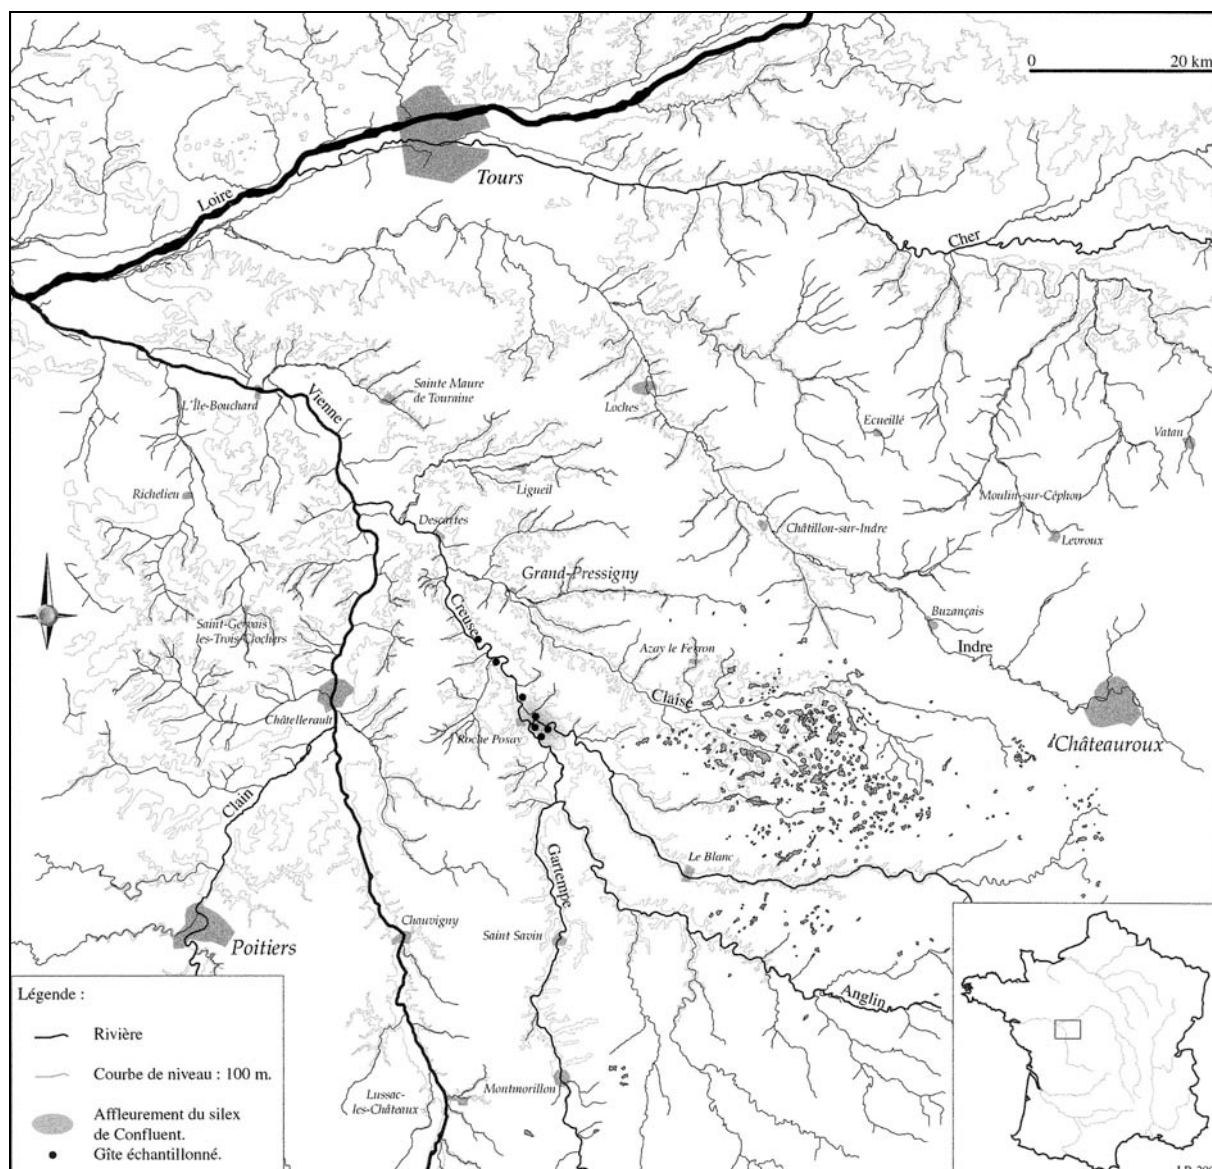 0 20 km
Tours
Loire
Cher
Vienne
Sainte Maure
de Touraine
L'Île-Bouchard
Loches
Ecueillé
Vatan
Richelieu
Ligueil
Moulin-sur-Céphon
Descartes
Châtillon-sur-Indre
Levroux
Grand-Pressigny
Creuse
Buzançais
Saint-Gervais
les-Trois-Clochers
Azay le Ferron
Indre
Claise
Châtellerault
Roche Posay
Châteauroux
Clain
Le Blanc
Gartempe
Chauvigny
Saint Savin
Poitiers
Anglin
Légende :
Rivière
Courbe de niveau : 100 m.
Affleurement du silex
de Confluent.
Gîte échantillonné.
Montmorillon
Lussac-
les-Châteaux